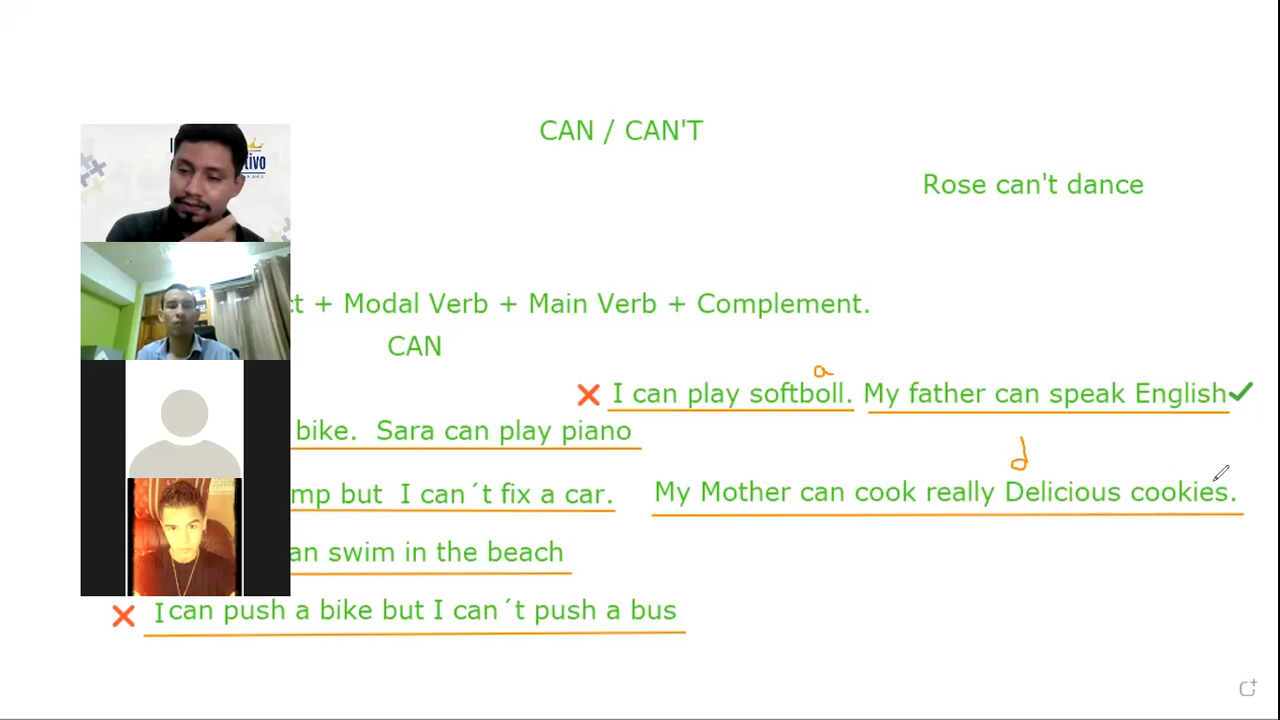 CAN / CAN'T
Rose can't dance
+ Modal Verb + Main Verb + Complement.
CAN
a
I can play softboll. My father can speak English
bike. Sara can play piano
d
but I can´t fix a car.
My Mother can cook really Delicious cookies.
swim in the beach
I can push a bike but I can´t push a bus